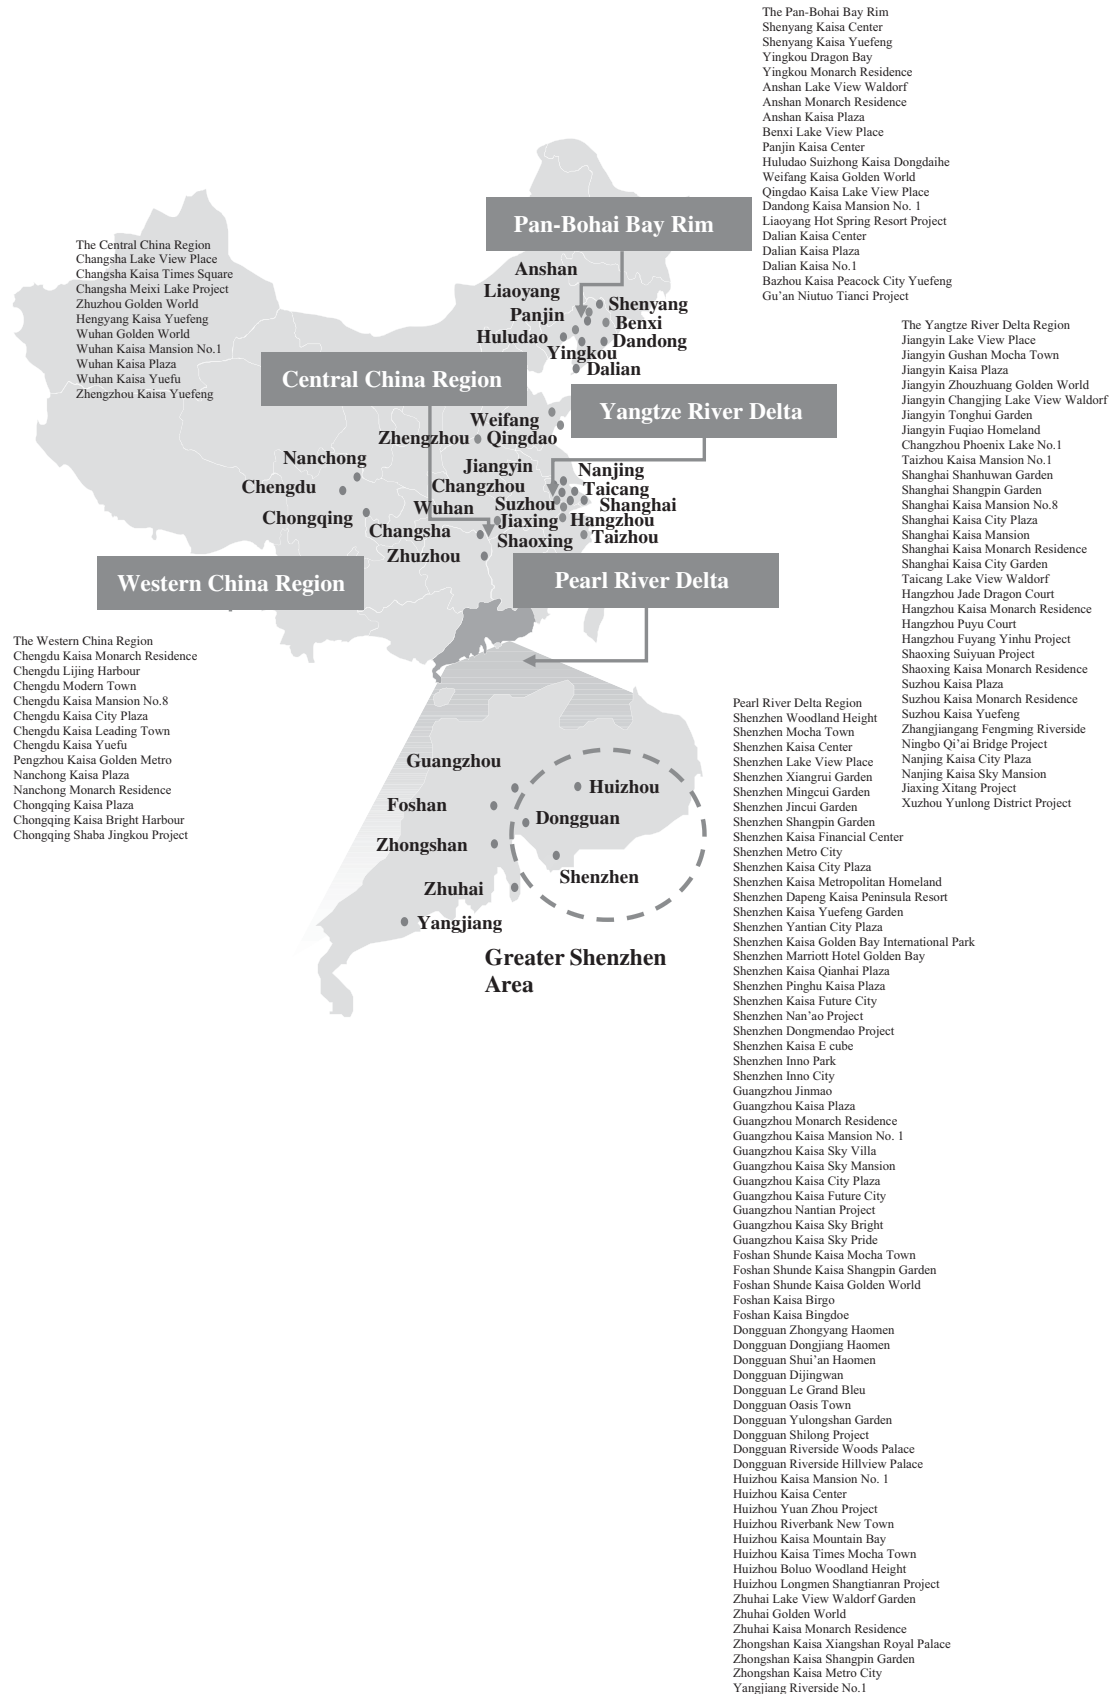 The Pan-Bohai Bay Rim
Shenyang Kaisa Center
Shenyang Kaisa Yuefeng
Yingkou Dragon Bay
Yingkou Monarch Residence
Anshan Lake View Waldorf
Anshan Monarch Residence
Anshan Kaisa Plaza
Benxi Lake View Place
Panjin Kaisa Center
Huludao Suizhong Kaisa Dongdaihe
Weifang Kaisa Golden World
Qingdao Kaisa Lake View Place
Dandong Kaisa Mansion No. 1
Liaoyang Hot Spring Resort Project
Dalian Kaisa Center
Dalian Kaisa Plaza
Dalian Kaisa No.1
Bazhou Kaisa Peacock City Yuefeng
Gu'an Niutuo Tianci Project
The Central China Region
Changsha Lake View Place
Changsha Kaisa Times Square
Changsha Meixi Lake Project
Zhuzhou Golden World
Hengyang Kaisa Yuefeng
Wuhan Golden World
Wuhan Kaisa Mansion No.1
Wuhan Kaisa Plaza
Wuhan Kaisa Yuefu
Zhengzhou Kaisa Yuefeng
Pan-Bohai Bay Rim
Anshan
Liaoyang
Panjin
Huludao
Shenyang
Benxi
Dandong
Yingkou
Dalian
Central China Region
Yangtze River Delta
Weifang
Zhengzhou
Qingdao
Nanchong
Chengdu
Chongqing
Jiangyin
Changzhou
Suzhou
Wuhan
Jiaxing
Changsha
Shaoxing
Zhuzhou
Nanjing
Taicang
Shanghai
Hangzhou
Taizhou
Western China Region
Pearl River Delta
The Yangtze River Delta Region
Jiangyin Lake View Place
Jiangyin Gushan Mocha Town
Jiangyin Kaisa Plaza
Jiangyin Zhouzhuang Golden World
Jiangyin Changjing Lake View Waldorf
Jiangyin Tonghui Garden
Jiangyin Fuqiao Homeland
Changzhou Phoenix Lake No.1
Taizhou Kaisa Mansion No.1
Shanghai Shanhuwan Garden
Shanghai Shangpin Garden
Shanghai Kaisa Mansion No.8
Shanghai Kaisa City Plaza
Shanghai Kaisa Mansion
Shanghai Kaisa Monarch Residence
Shanghai Kaisa City Garden
Taicang Lake View Waldorf
Hangzhou Jade Dragon Court
Hangzhou Kaisa Monarch Residence
Hangzhou Puyu Court
Hangzhou Fuyang Yinhu Project
Shaoxing Suiyuan Project
Shaoxing Kaisa Monarch Residence
Suzhou Kaisa Plaza
Suzhou Kaisa Monarch Residence
Suzhou Kaisa Yuefeng
Zhangjiangang Fengming Riverside
Ningbo Qi'ai Bridge Project
Nanjing Kaisa City Plaza
Nanjing Kaisa Sky Mansion
Jiaxing Xitang Project
Xuzhou Yunlong District Project
The Western China Region
Chengdu Kaisa Monarch Residence
Chengdu Lijing Harbour
Chengdu Modern Town
Chengdu Kaisa Mansion No.8
Chengdu Kaisa City Plaza
Chengdu Kaisa Leading Town
Chengdu Kaisa Yuefu
Pengzhou Kaisa Golden Metro
Nanchong Kaisa Plaza
Nanchong Monarch Residence
Chongqing Kaisa Plaza
Chongqing Kaisa Bright Harbour
Chongqing Shaba Jingkou Project
Guangzhou
Foshan
Zhongshan
Zhuhai
Yangjiang
Huizhou
Dongguan
Shenzhen
Greater Shenzhen
Area
Pearl River Delta Region
Shenzhen Woodland Height
Shenzhen Mocha Town
Shenzhen Kaisa Center
Shenzhen Lake View Place
Shenzhen Xiangrui Garden
Shenzhen Mingcui Garden
Shenzhen Jincui Garden
Shenzhen Shangpin Garden
Shenzhen Kaisa Financial Center
Shenzhen Metro City
Shenzhen Kaisa City Plaza
Shenzhen Kaisa Metropolitan Homeland
Shenzhen Dapeng Kaisa Peninsula Resort
Shenzhen Kaisa Yuefeng Garden
Shenzhen Yantian City Plaza
Shenzhen Kaisa Golden Bay International Park
Shenzhen Marriott Hotel Golden Bay
Shenzhen Kaisa Qianhai Plaza
Shenzhen Pinghu Kaisa Plaza
Shenzhen Kaisa Future City
Shenzhen Nan'ao Project
Shenzhen Dongmendao Project
Shenzhen Kaisa E cube
Shenzhen Inno Park
Shenzhen Inno City
Guangzhou Jinmao
Guangzhou Kaisa Plaza
Guangzhou Monarch Residence
Guangzhou Kaisa Mansion No. 1
Guangzhou Kaisa Sky Villa
Guangzhou Kaisa Sky Mansion
Guangzhou Kaisa City Plaza
Guangzhou Kaisa Future City
Guangzhou Nantian Project
Guangzhou Kaisa Sky Bright
Guangzhou Kaisa Sky Pride
Foshan Shunde Kaisa Mocha Town
Foshan Shunde Kaisa Shangpin Garden
Foshan Shunde Kaisa Golden World
Foshan Kaisa Birgo
Foshan Kaisa Bingdoe
Dongguan Zhongyang Haomen
Dongguan Dongjiang Haomen
Dongguan Shui'an Haomen
Dongguan Dijingwan
Dongguan Le Grand Bleu
Dongguan Oasis Town
Dongguan Yulongshan Garden
Dongguan Shilong Project
Dongguan Riverside Woods Palace
Dongguan Riverside Hillview Palace
Huizhou Kaisa Mansion No. 1
Huizhou Kaisa Center
Huizhou Yuan Zhou Project
Huizhou Riverbank New Town
Huizhou Kaisa Mountain Bay
Huizhou Kaisa Times Mocha Town
Huizhou Boluo Woodland Height
Huizhou Longmen Shangtianran Project
Zhuhai Lake View Waldorf Garden
Zhuhai Golden World
Zhuhai Kaisa Monarch Residence
Zhongshan Kaisa Xiangshan Royal Palace
Zhongshan Kaisa Shangpin Garden
Zhongshan Kaisa Metro City
Yangjiang Riverside No.1